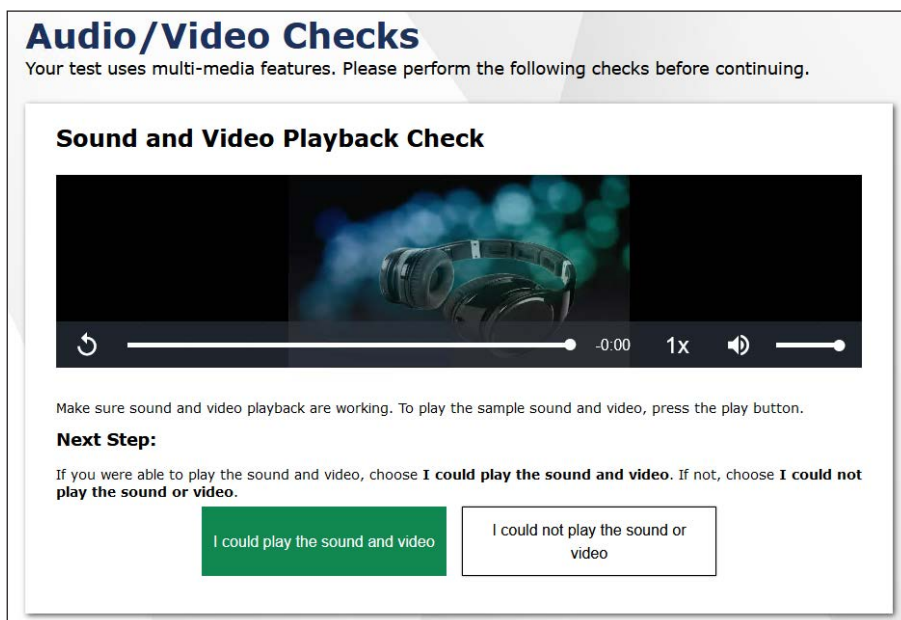 Audio/Video Checks
Your test uses multi-media features. Please perform the following checks before continuing.
Sound and Video Playback Check
-0:00 1x
Make sure sound and video playback are working. To play the sample sound and video, press the play button.
Next Step:
If you were able to play the sound and video, choose I could play the sound and video. If not, choose I could not
play the sound or video.
I could play the sound and video
I could not play the sound or
video